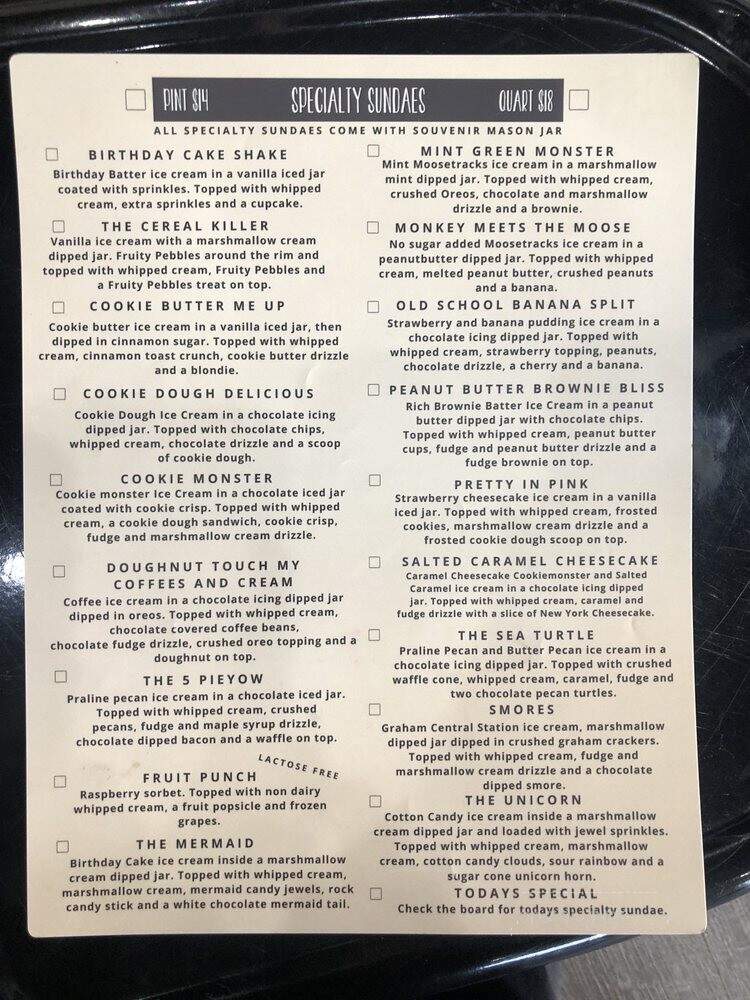 PINT $14 SPECIALTY SUNDAES QUART $18
ALL SPECIALTY SUNDAES COME WITH SOUVENIR MASON JAR
BIRTHDAY CAKE SHAKE
Birthday Batter ice cream in a vanilla iced jar
coated with sprinkles. Topped with whipped
cream, extra sprinkles and a cupcake.
THE CEREAL KILLER
Vanilla ice cream with a marshmallow cream
dipped jar. Fruity Pebbles around the rim and
topped with whipped cream, Fruity Pebbles and
a Fruity Pebbles treat on top.
COOKIE BUTTER ME UP
Cookie butter ice cream in a vanilla iced jar, then
dipped in cinnamon sugar. Topped with whipped
cream, cinnamon toast crunch, cookie butter drizzle
and a blondie.
COOKIE DOUGH DELICIOUS
Cookie Dough Ice Cream in a chocolate icing
dipped jar. Topped with chocolate chips,
whipped cream, chocolate drizzle and a scoop
of cookie dough.
COOKIE MONSTER
Cookie monster Ice Cream in a chocolate iced jar
coated with cookie crisp. Topped with whipped
cream, a cookie dough sandwich, cookie crisp,
fudge and marshmallow cream drizzle.
DOUGHNUT TOUCH MY
COFFEES AND CREAM
Coffee ice cream in a chocolate icing dipped jar
dipped in oreos. Topped with whipped cream,
chocolate covered coffee beans,
chocolate fudge drizzle, crushed oreo topping and a
doughnut on top.
THE 5 PIEYOW
Praline pecan ice cream in a chocolate iced jar.
Topped with whipped cream, crushed
pecans, fudge and maple syrup drizzle,
chocolate dipped bacon and a waffle on top.
LACTOSE FREE
FRUIT PUNCH
Raspberry sorbet. Topped with non dairy
whipped cream, a fruit popsicle and frozen
grapes.
THE MERMAID
Birthday Cake ice cream inside a marshmallow
cream dipped jar. Topped with whipped cream,
marshmallow cream, mermaid candy jewels, rock
candy stick and a white chocolate mermaid tail.
MINT GREEN MONSTER
Mint Moosetracks ice cream in a marshmallow
mint dipped jar. Topped with whipped cream,
crushed Oreos, chocolate and marshmallow
drizzle and a brownie.
MONKEY MEETS THE MOOSE
No sugar added Moosetracks ice cream in a
peanutbutter dipped jar. Topped with whipped
cream, melted peanut butter, crushed peanuts
and a banana.
OLD SCHOOL BANANA SPLIT
Strawberry and banana pudding ice cream in a
chocolate icing dipped jar. Topped with
whipped cream, strawberry topping, peanuts,
chocolate drizzle, a cherry and a banana.
PEANUT BUTTER BROWNIE BLISS
Rich Brownie Batter Ice Cream in a peanut
butter dipped jar with chocolate chips.
Topped with whipped cream, peanut butter
cups, fudge and peanut butter drizzle and a
fudge brownie on top.
PRETTY IN PINK
Strawberry cheesecake ice cream in a vanilla
iced jar. Topped with whipped cream, frosted
cookies, marshmallow cream drizzle and a
frosted cookie dough scoop on top.
SALTED CARAMEL CHEESECAKE
Caramel Cheesecake Cookiemonster and Salted
Caramel ice cream in a chocolate icing dipped
jar. Topped with whipped cream, caramel and
fudge drizzle with a slice of New York Cheesecake.
THE SEA TURTLE
Praline Pecan and Butter Pecan ice cream in a
chocolate icing dipped jar. Topped with crushed
waffle cone, whipped cream, caramel, fudge and
two chocolate pecan turtles.
SMORES
Graham Central Station ice cream, marshmallow
dipped jar dipped in crushed graham crackers.
Topped with whipped cream, fudge and
marshmallow cream drizzle and a chocolate
dipped smore.
THE UNICORN
Cotton Candy ice cream inside a marshmallow
cream dipped jar and loaded with jewel sprinkles.
Topped with whipped cream, marshmallow
cream, cotton candy clouds, sour rainbow and a
sugar cone unicorn horn.
TODAYS SPECIAL
Check the board for todays specialty sundae.